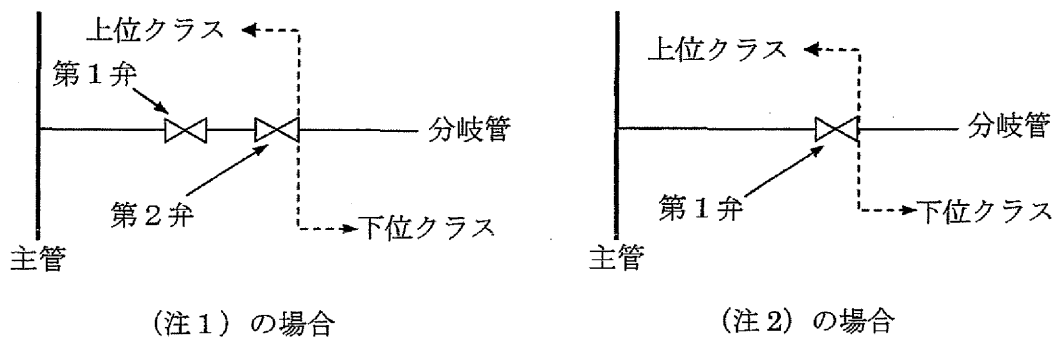 上位クラス
第1弁
分岐管
第2弁
下位クラス
主管
(注1)の場合
上位クラス
分岐管
第1弁
下位クラス
主管
(注2)の場合